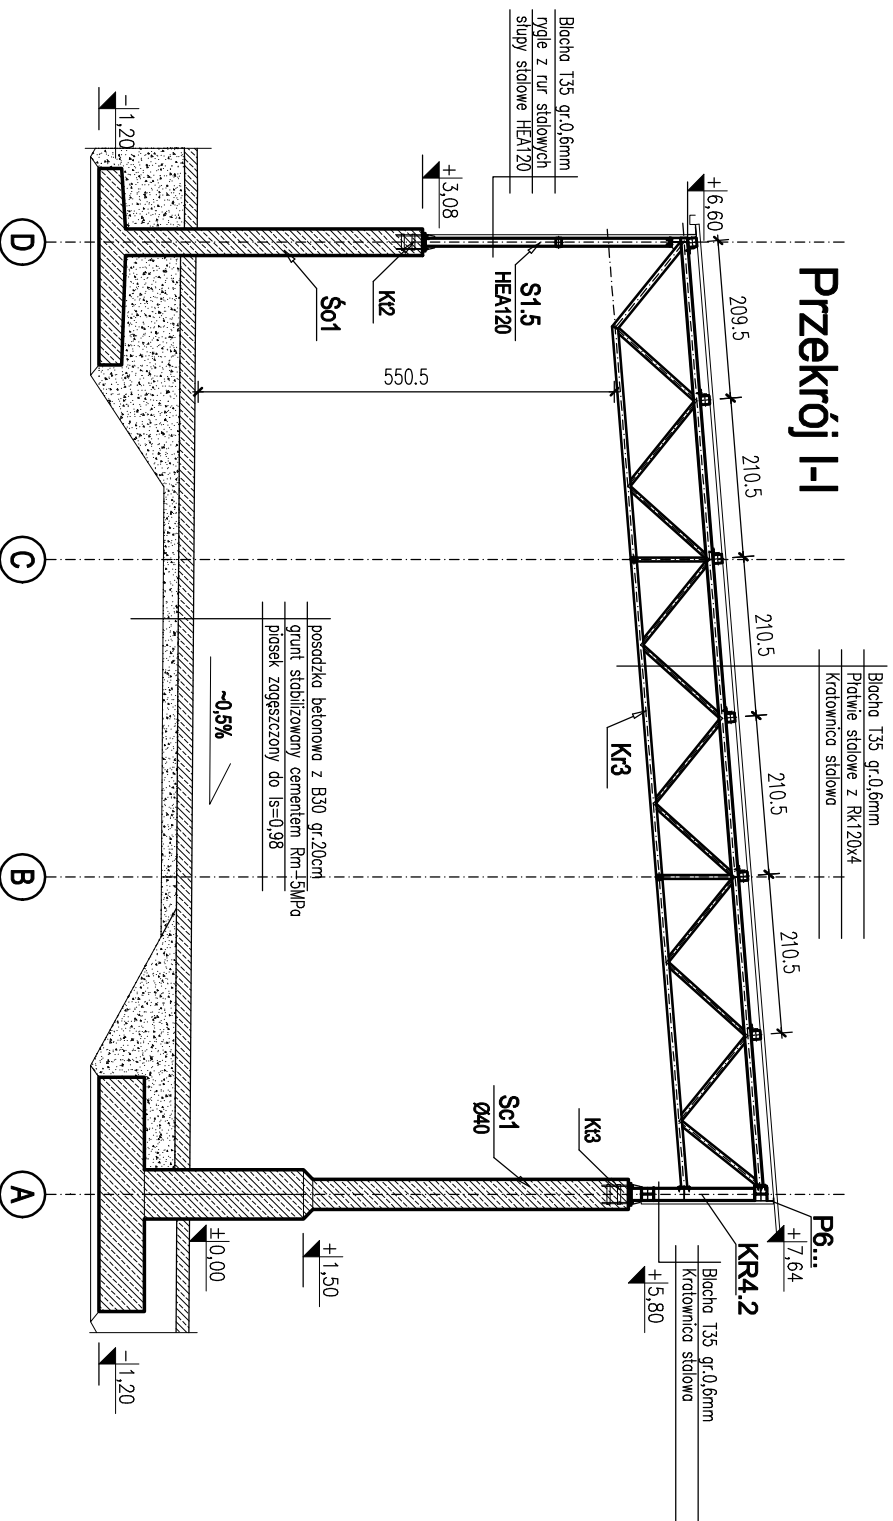 Przekrój I-I
Blacha T35 gr.0,6mm
rygle z rur stalowych
słupy stalowe HEA120
+6,60
209.5
210.5
210.5
210.5
210.5
Blacha T35 gr.0,6mm
Płatwie stalowe z Rk120x4
Kratownica stalowa
P6...
+7,64
KR4.2
Blacha T35 gr.0,6mm
Kratownica stalowa
+5,80
+3,08
S1.5
HEA120
Kt2
Śo1
550.5
Kr3
Kt3
Sc1
Ø40
+1,50
±0,00
posadzka betonowa z B30 gr.20cm
grunt stabilizowany cementem Rm-5MPa
piasek zagęszczony do Is=0,98
~0,5%
-1,20
-1,20
D
C
B
A